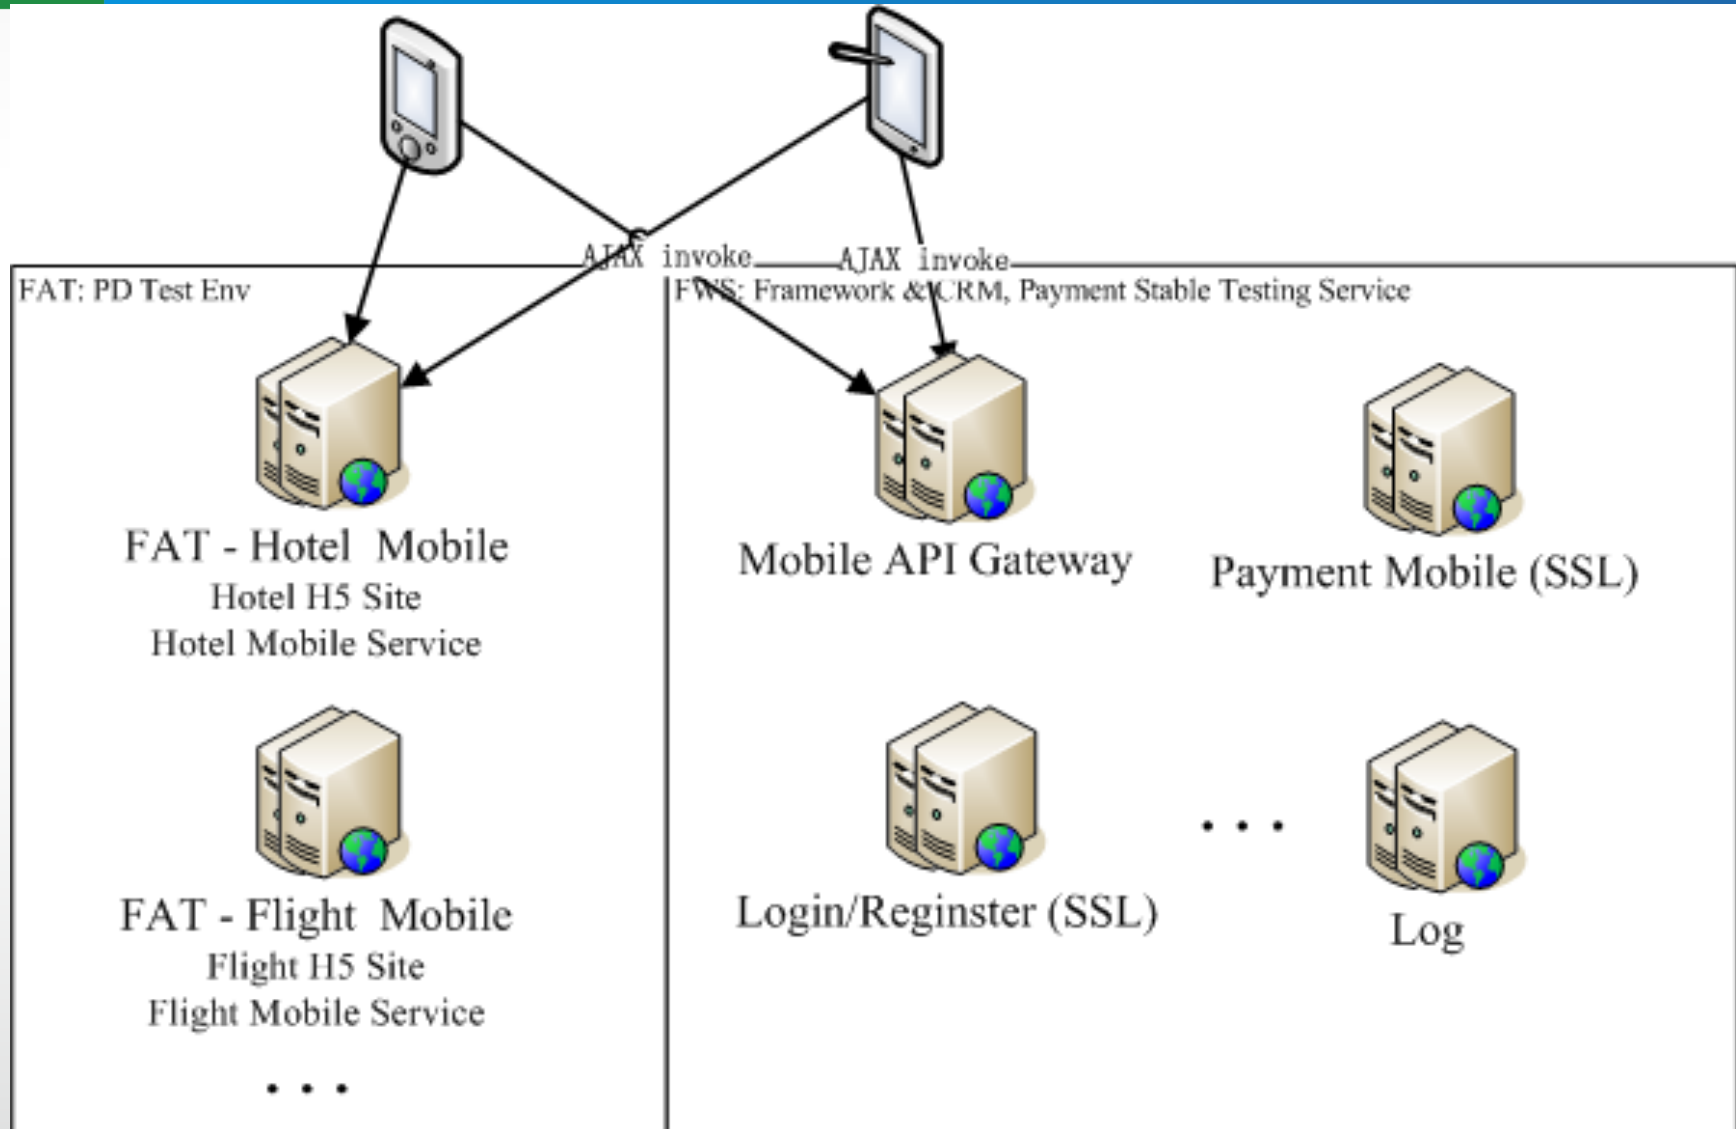 AJAX invoke
AJAX invoke
FAT: PD Test Env
FWS: Framework & CRM, Payment Stable Testing Service
FAT - Hotel Mobile
Hotel H5 Site
Hotel Mobile Service
Mobile API Gateway
Payment Mobile (SSL)
FAT - Flight Mobile
Flight H5 Site
Flight Mobile Service
. . .
Login/Reginster (SSL)
. . .
Log